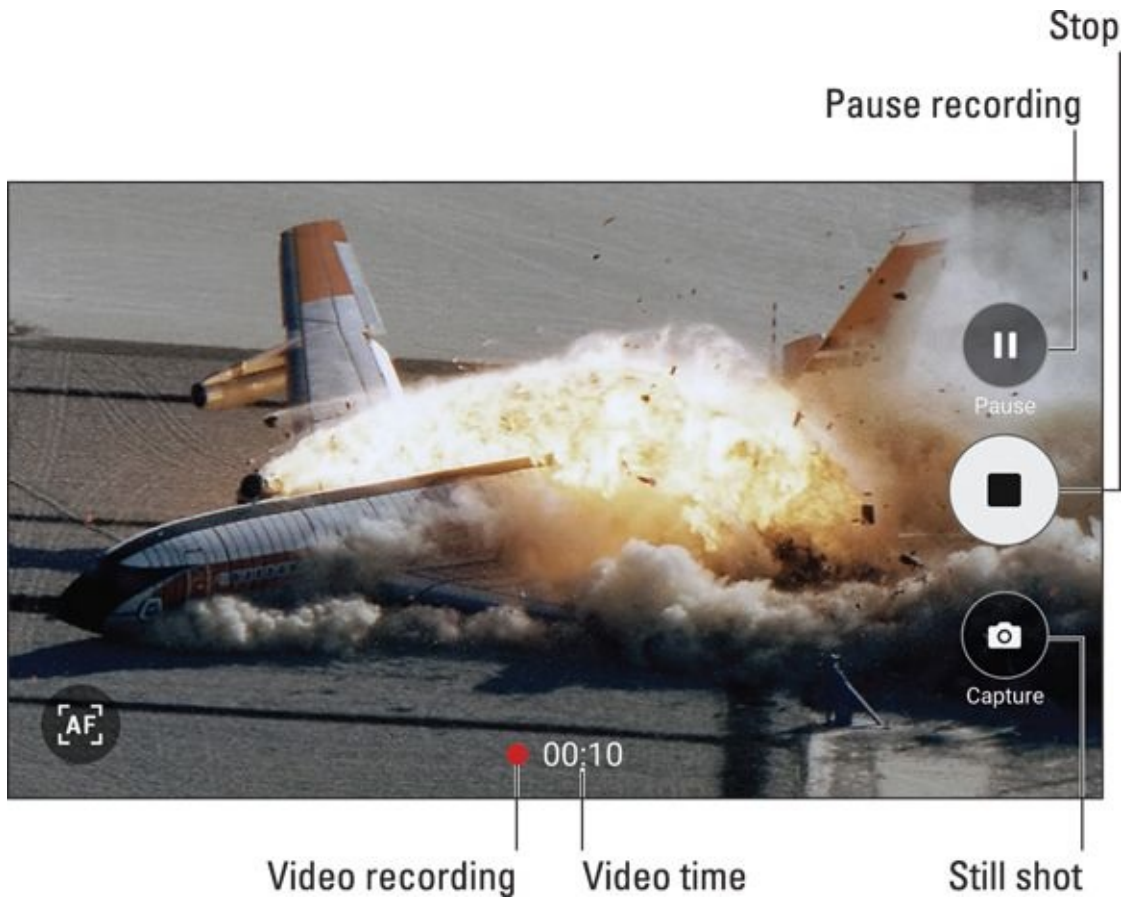 Stop
Pause recording
Pause
Capture
AF
00:10
Video recording
Video time
Still shot